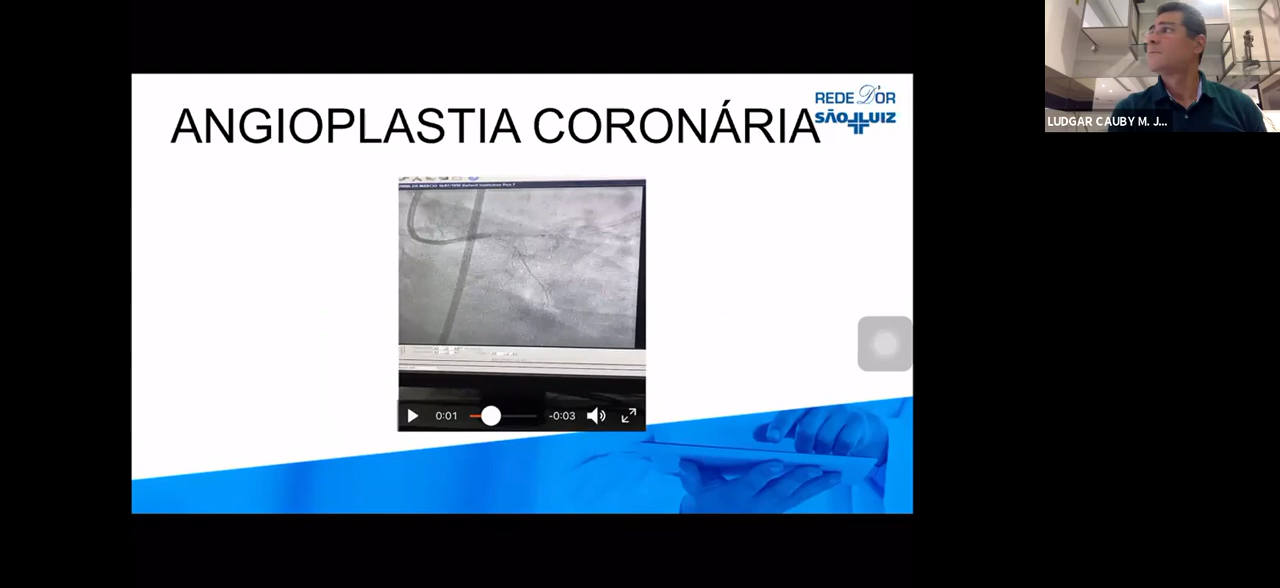 ANGIOPLASTIA CORONÁRIA
REDE D'OR
SÃO LUIZ
LUDGAR CAUBY M. J...
0:01
-0:03